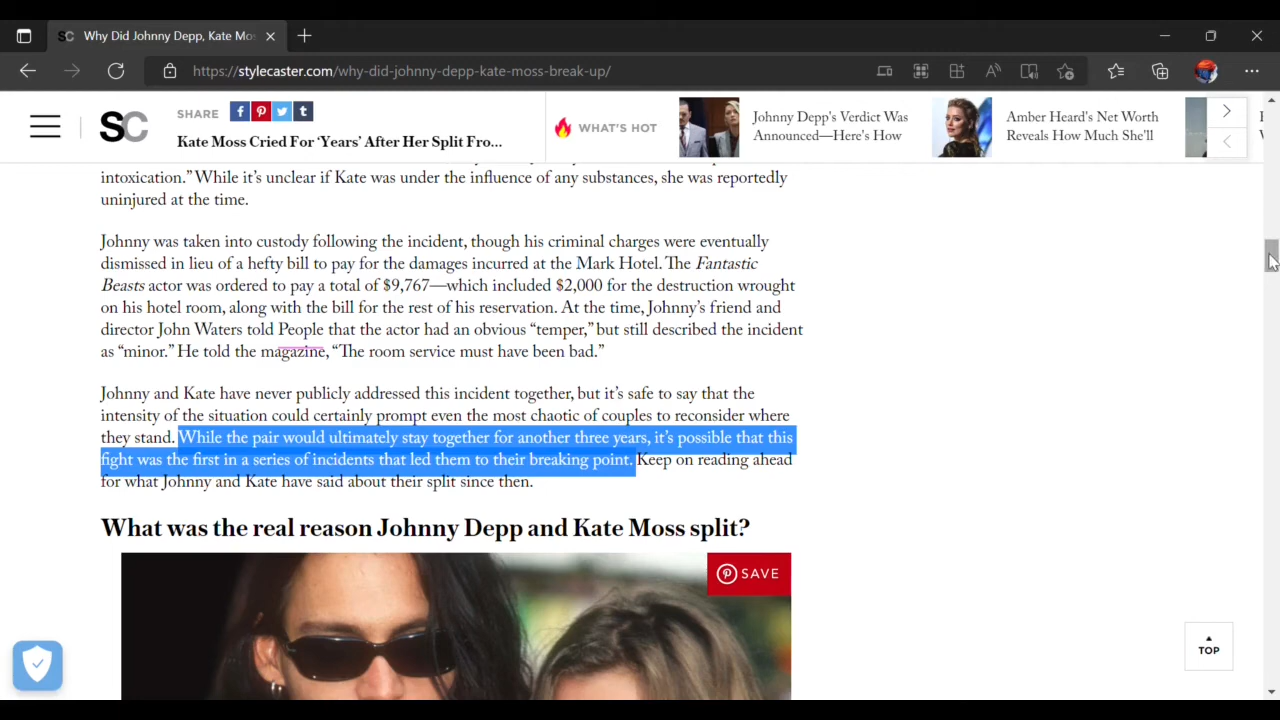 SC Why Did Johnny Depp, Kate Mo
https://stylecaster.com/why-did-johnny-depp-kate-moss-break-up/
SC
SHARE
Kate Moss Cried For ‘Years’ After Her Split Fro...
WHAT'S HOT
Johnny Depp's Verdict Was
Announced—Here's How
Amber Heard's Net Worth
Reveals How Much She'll
intoxication.” While it’s unclear if Kate was under the influence of any substances, she was reportedly
uninjured at the time.
Johnny was taken into custody following the incident, though his criminal charges were eventually
dismissed in lieu of a hefty bill to pay for the damages incurred at the Mark Hotel. The Fantastic
Beasts actor was ordered to pay a total of $9,767—which included $2,000 for the destruction wrought
on his hotel room, along with the bill for the rest of his reservation. At the time, Johnny’s friend and
director John Waters told People that the actor had an obvious “temper,” but still described the incident
as “minor.” He told the magazine, “The room service must have been bad.”
Johnny and Kate have never publicly addressed this incident together, but it’s safe to say that the
intensity of the situation could certainly prompt even the most chaotic of couples to reconsider where
they stand. While the pair would ultimately stay together for another three years, it’s possible that this
fight was the first in a series of incidents that led them to their breaking point. Keep on reading ahead
for what Johnny and Kate have said about their split since then.
What was the real reason Johnny Depp and Kate Moss split?
SAVE
TOP